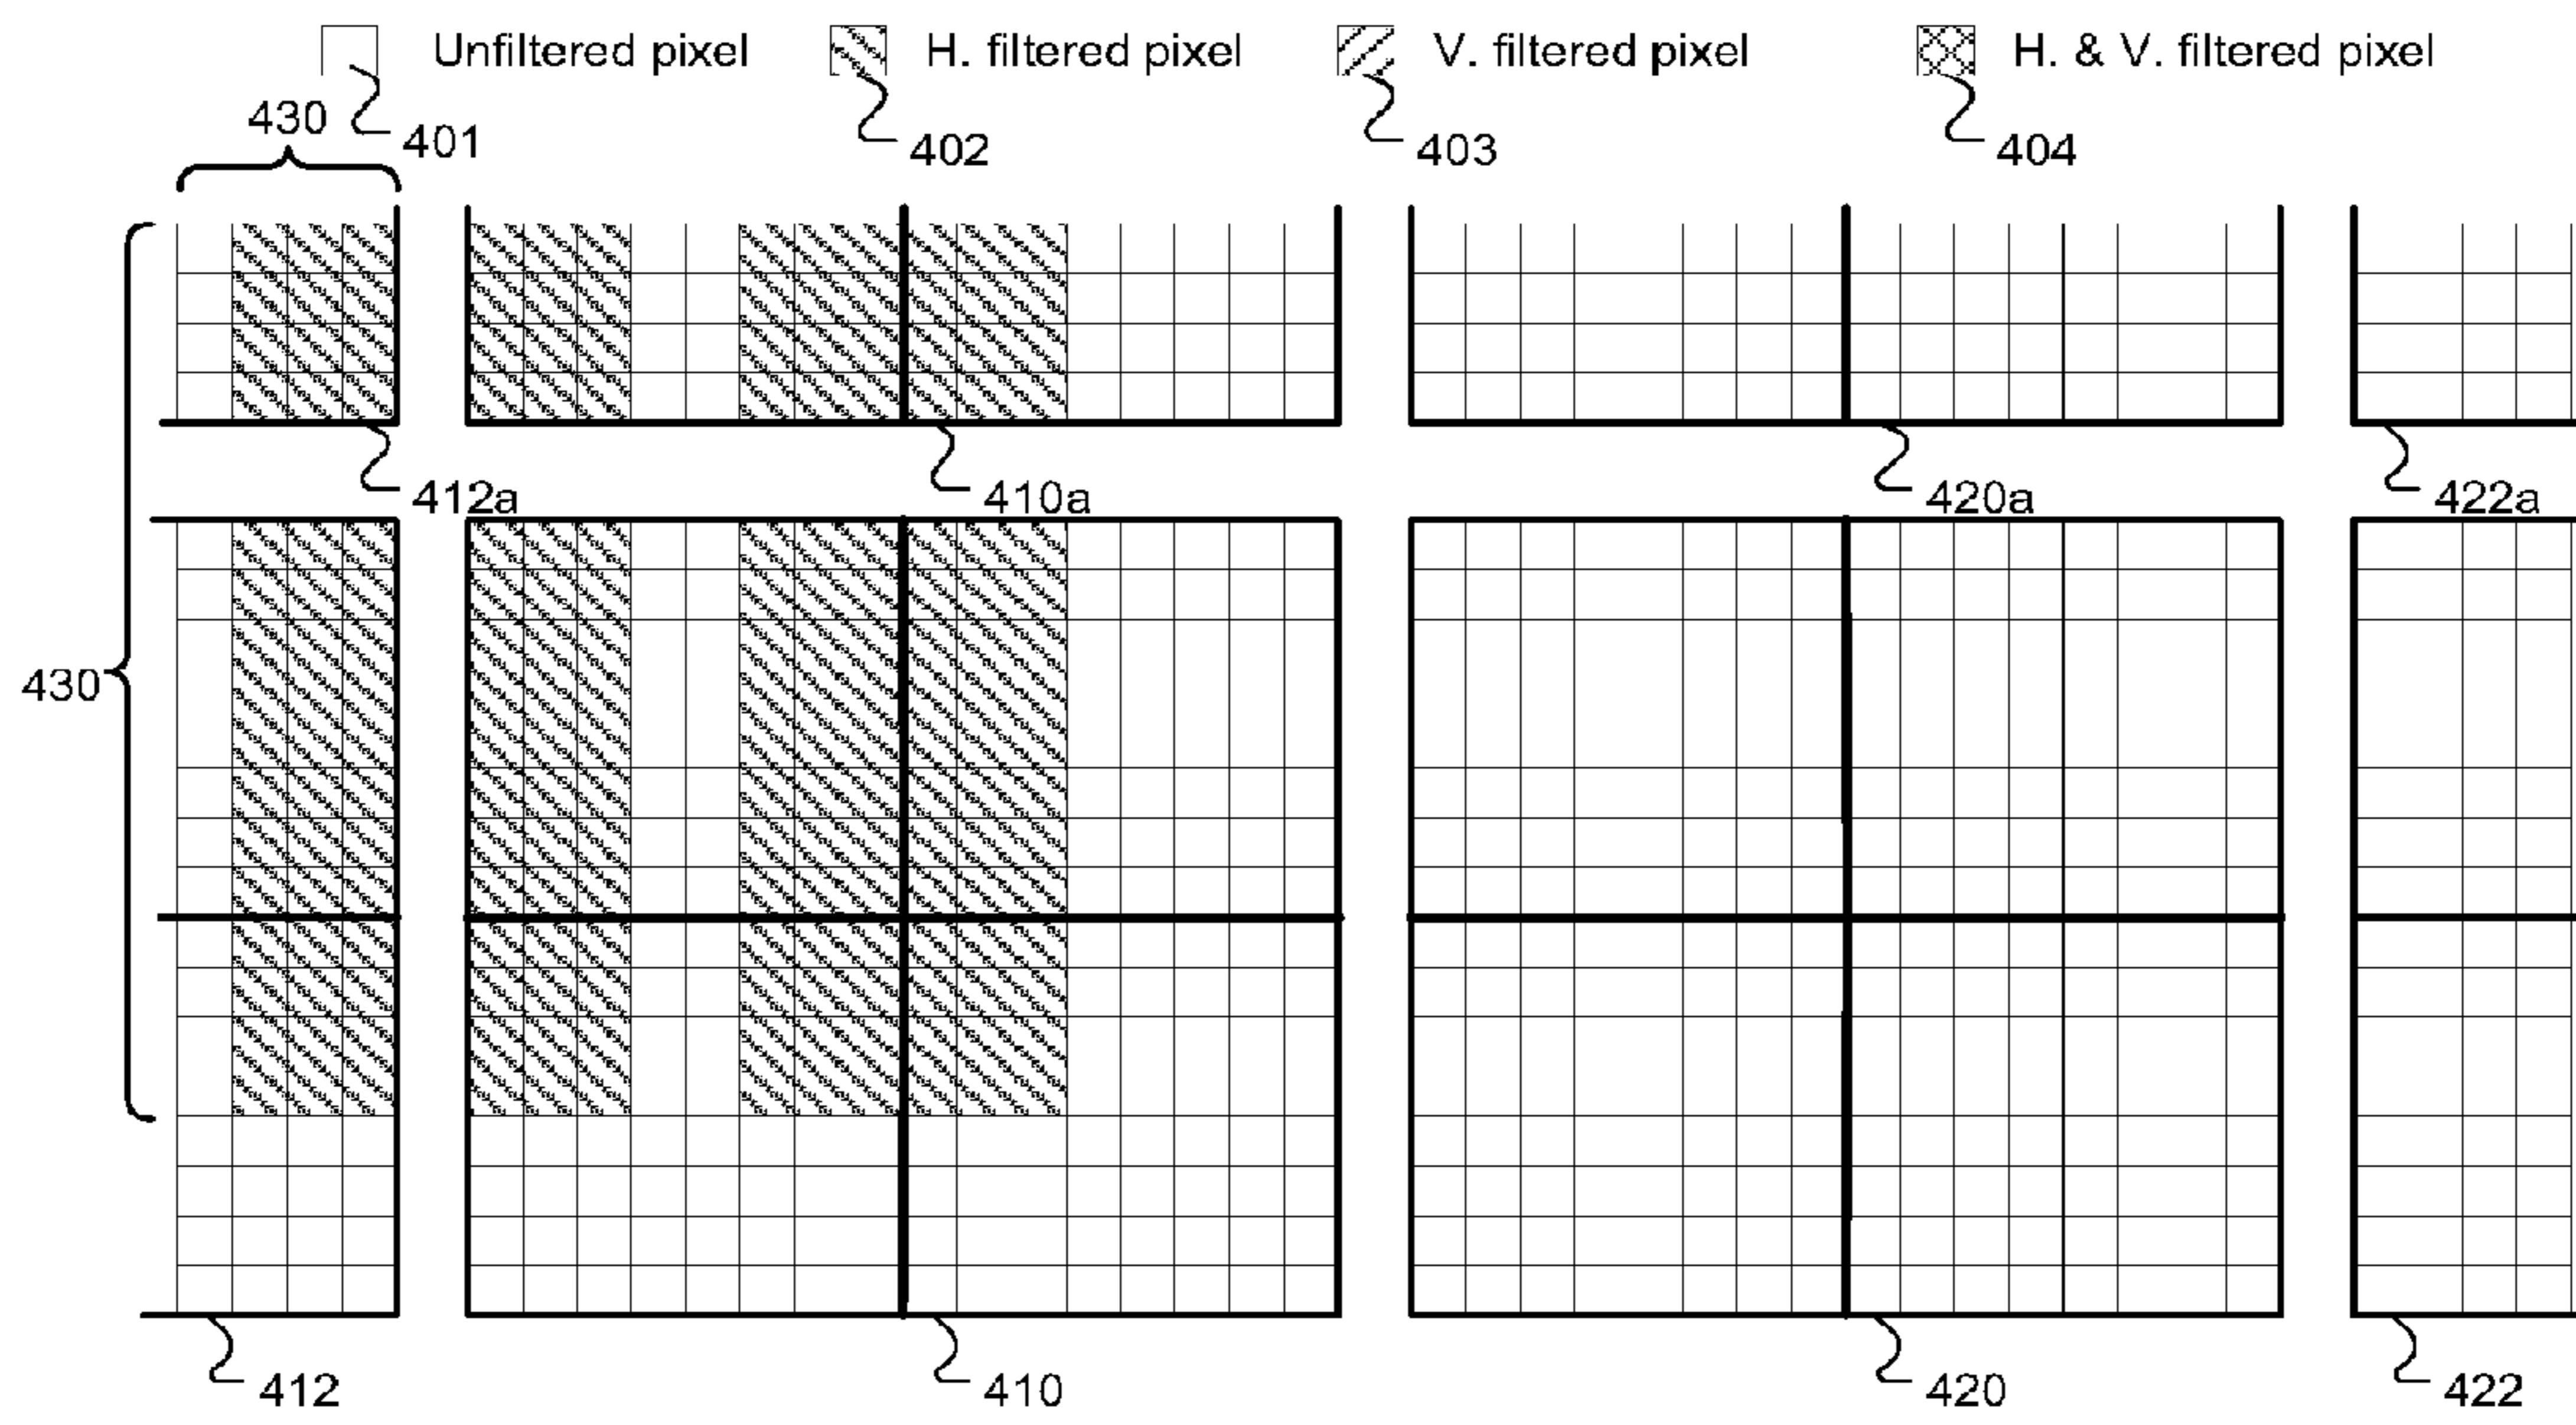 Unfiltered pixel H. filtered pixel V. filtered pixel H. & V. filtered pixel
430 401 402 403 404
412a 410a 420a 422a
430
412 410 420 422